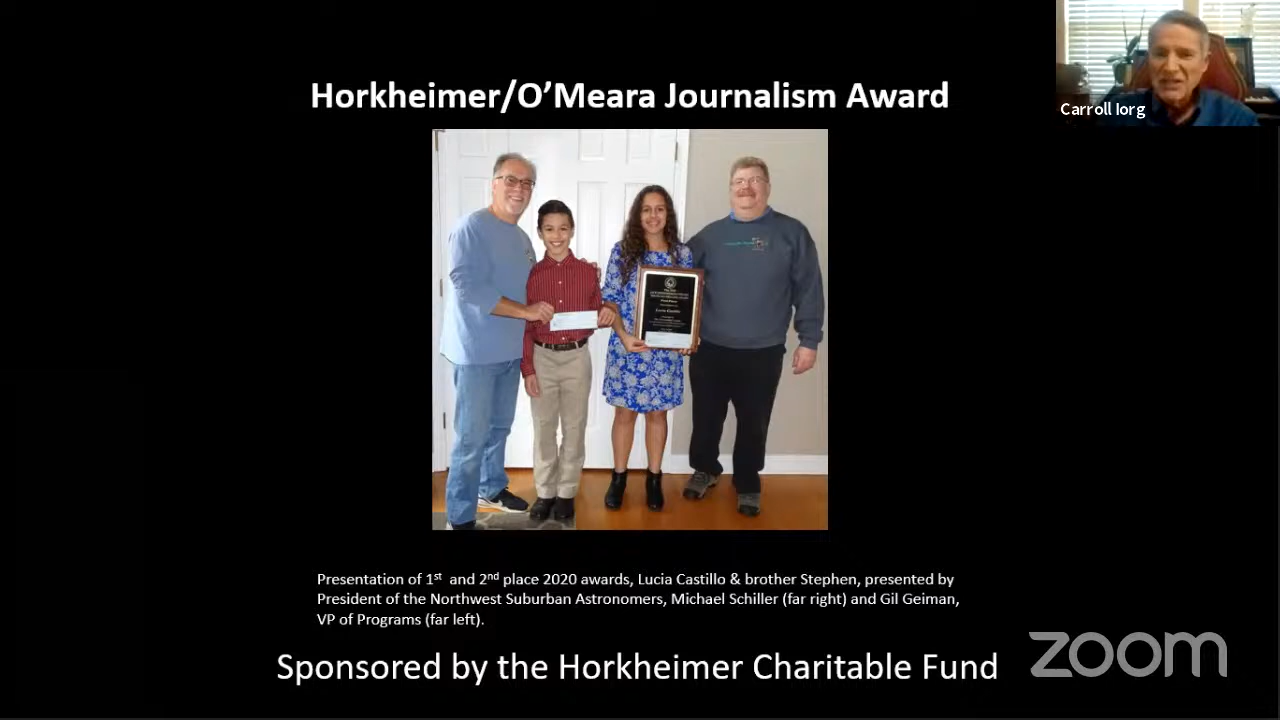 Horkheimer/O’Meara Journalism Award
Carroll Iorg
Presentation of 1st and 2nd place 2020 awards, Lucia Castillo & brother Stephen, presented by
President of the Northwest Suburban Astronomers, Michael Schiller (far right) and Gil Geiman,
VP of Programs (far left).
Sponsored by the Horkheimer Charitable Fund
zoom